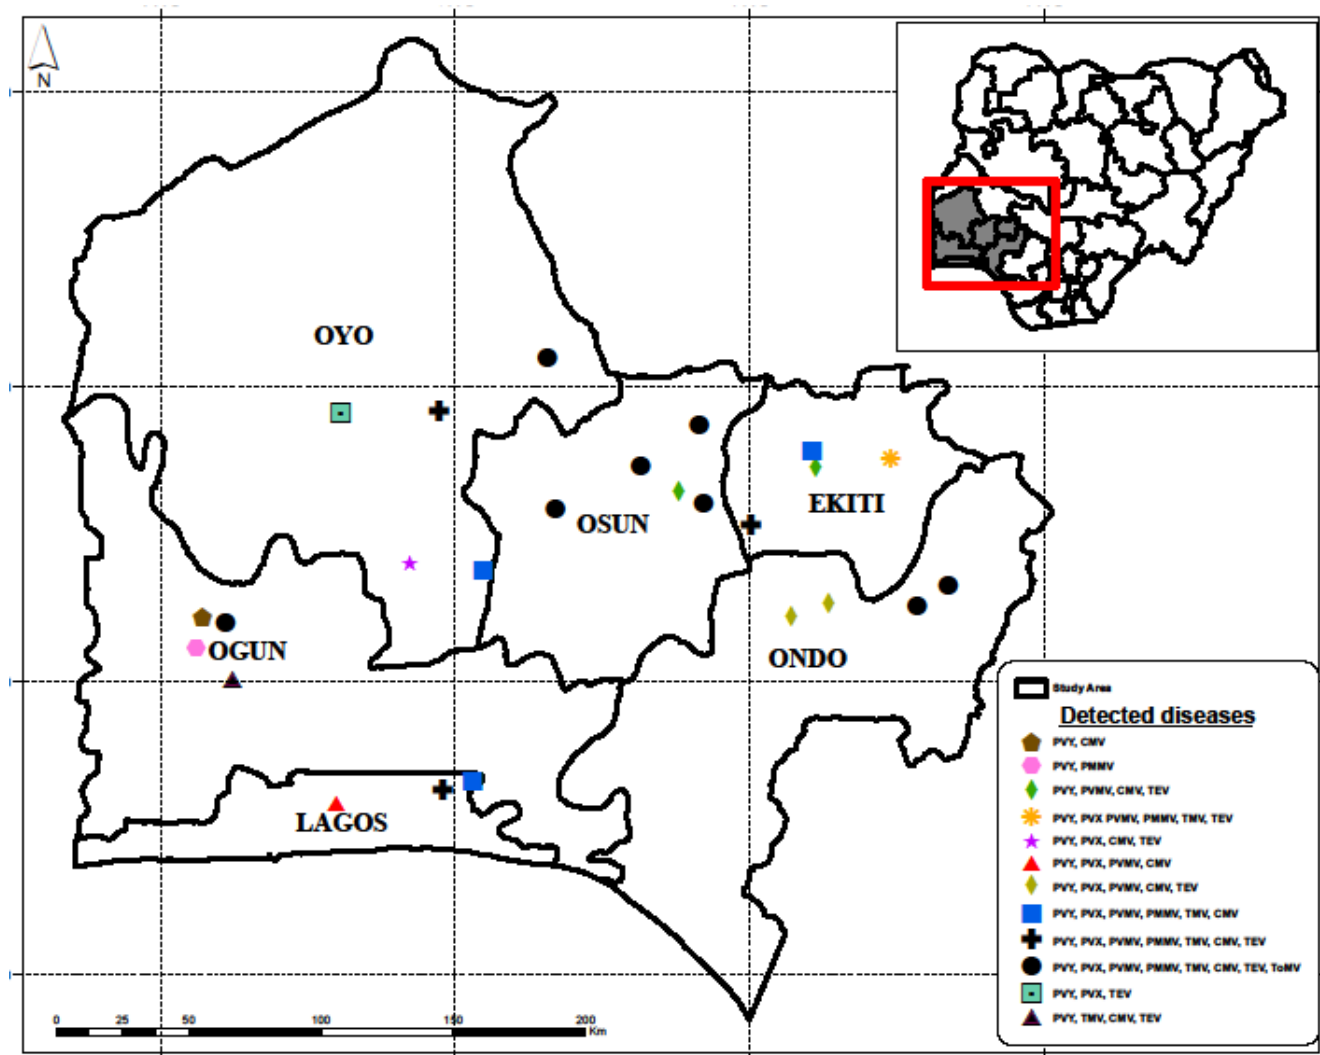 N
OYO
OSUN
EKITI
OGUN
ONDO
LAGOS
Study Area
Detected diseases
PVY, CMV
PVY, PMMV
PVY, PVMV, CMV, TEV
PVY, PVX PVMV, PMMV, TMV, TEV
PVY, PVX, CMV, TEV
PVY, PVX, PVMV, CMV
PVY, PVX, PVMV, CMV, TEV
PVY, PVX, PVMV, PMMV, TMV, CMV
PVY, PVX, PVMV, PMMV, TMV, CMV, TEV
PVY, PVX, PVMV, PMMV, TMV, CMV, TEV, ToMV
PVY, PVX, TEV
PVY, TMV, CMV, TEV
0 25 50 100 150 200
Km